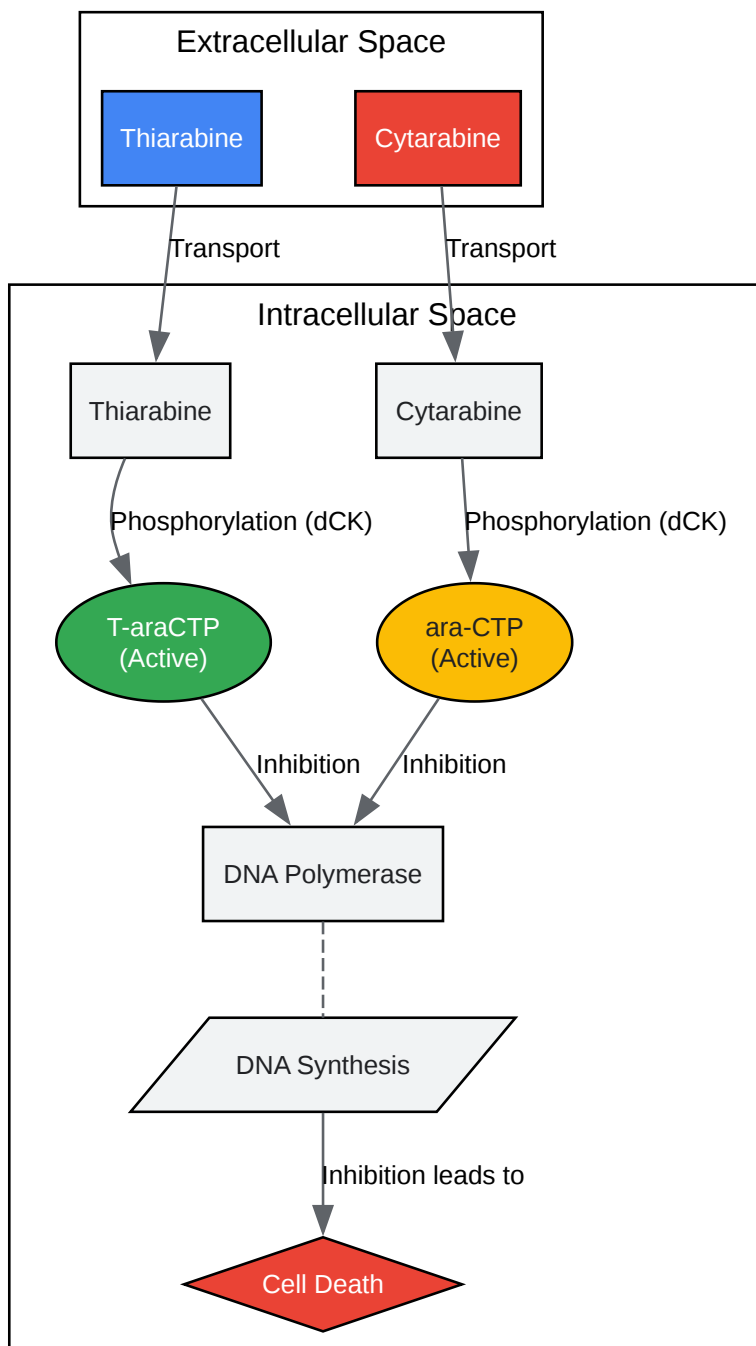 Extracellular Space
Thiarabine
Cytarabine
Transport
Transport
Intracellular Space
Thiarabine
Cytarabine
Phosphorylation (dCK)
Phosphorylation (dCK)
T-araCTP
(Active)
ara-CTP
(Active)
Inhibition
Inhibition
DNA Polymerase
DNA Synthesis
Inhibition leads to
Cell Death